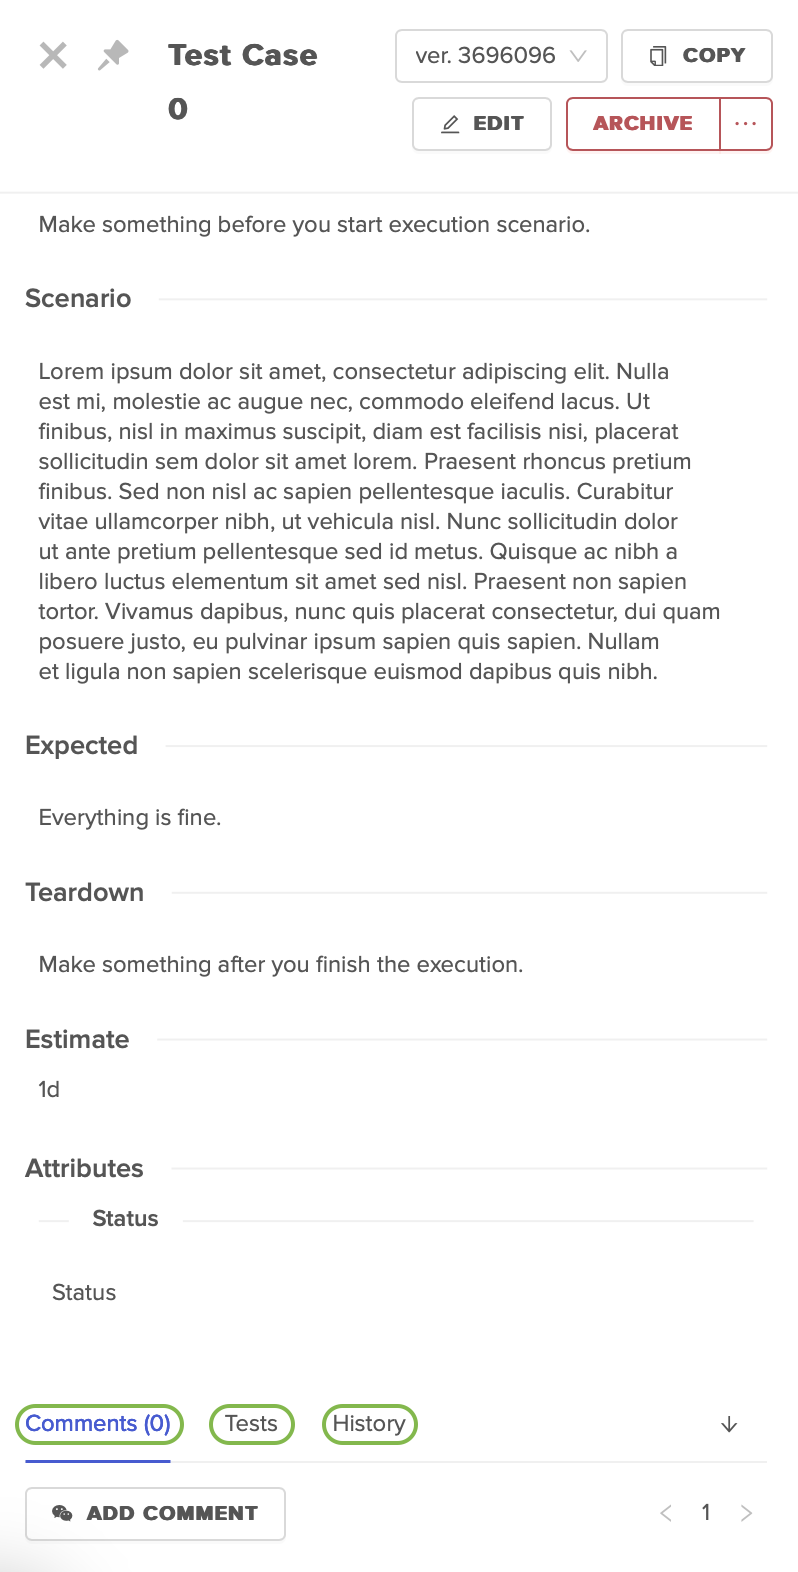 Test Case
0
ver. 3696096
COPY
EDIT
ARCHIVE
...
Make something before you start execution scenario.
Scenario
Lorem ipsum dolor sit amet, consectetur adipiscing elit. Nulla
est mi, molestie ac augue nec, commodo eleifend lacus. Ut
finibus, nisl in maximus suscipit, diam est facilisis nisi, placerat
sollicitudin sem dolor sit amet lorem. Praesent rhoncus pretium
finibus. Sed non nisl ac sapien pellentesque iaculis. Curabitur
vitae ullamcorper nibh, ut vehicula nisl. Nunc sollicitudin dolor
ut ante pretium pellentesque sed id metus. Quisque ac nibh a
libero luctus elementum sit amet sed nisl. Praesent non sapien
tortor. Vivamus dapibus, nunc quis placerat consectetur, dui quam
posuere justo, eu pulvinar ipsum sapien quis sapien. Nullam
et ligula non sapien scelerisque euismod dapibus quis nibh.
Expected
Everything is fine.
Teardown
Make something after you finish the execution.
Estimate
1d
Attributes
Status
Status
Comments (0) Tests History
ADD COMMENT
1